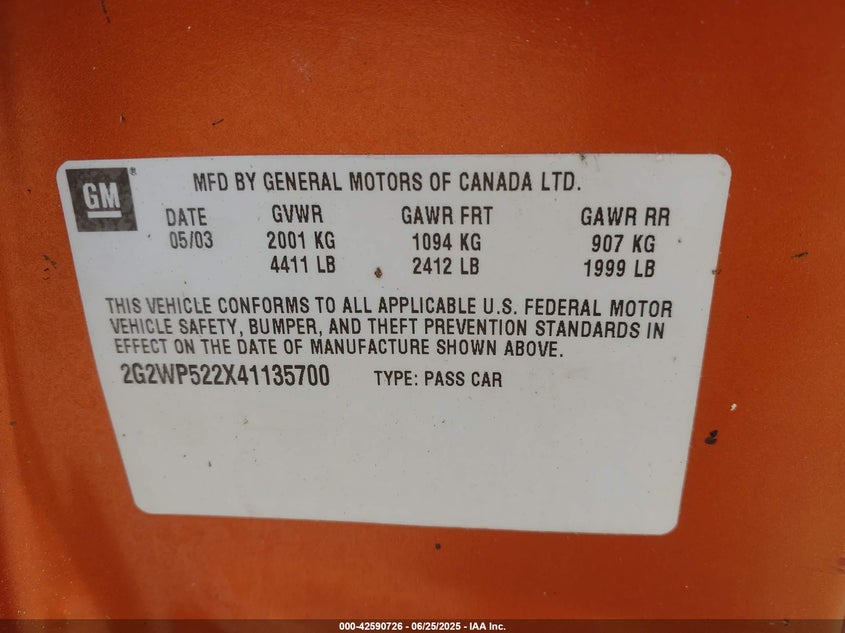 GM ®
MFD BY GENERAL MOTORS OF CANADA LTD.
DATE GVWR GAWR FRT GAWR RR
05/03 2001 KG 1094 KG 907 KG
4411 LB 2412 LB 1999 LB
THIS VEHICLE CONFORMS TO ALL APPLICABLE U.S. FEDERAL MOTOR
VEHICLE SAFETY, BUMPER, AND THEFT PREVENTION STANDARDS IN
EFFECT ON THE DATE OF MANUFACTURE SHOWN ABOVE.
2G2WP522X41135700 TYPE: PASS CAR
000-42590726 - 06/25/2025 - IAA Inc.